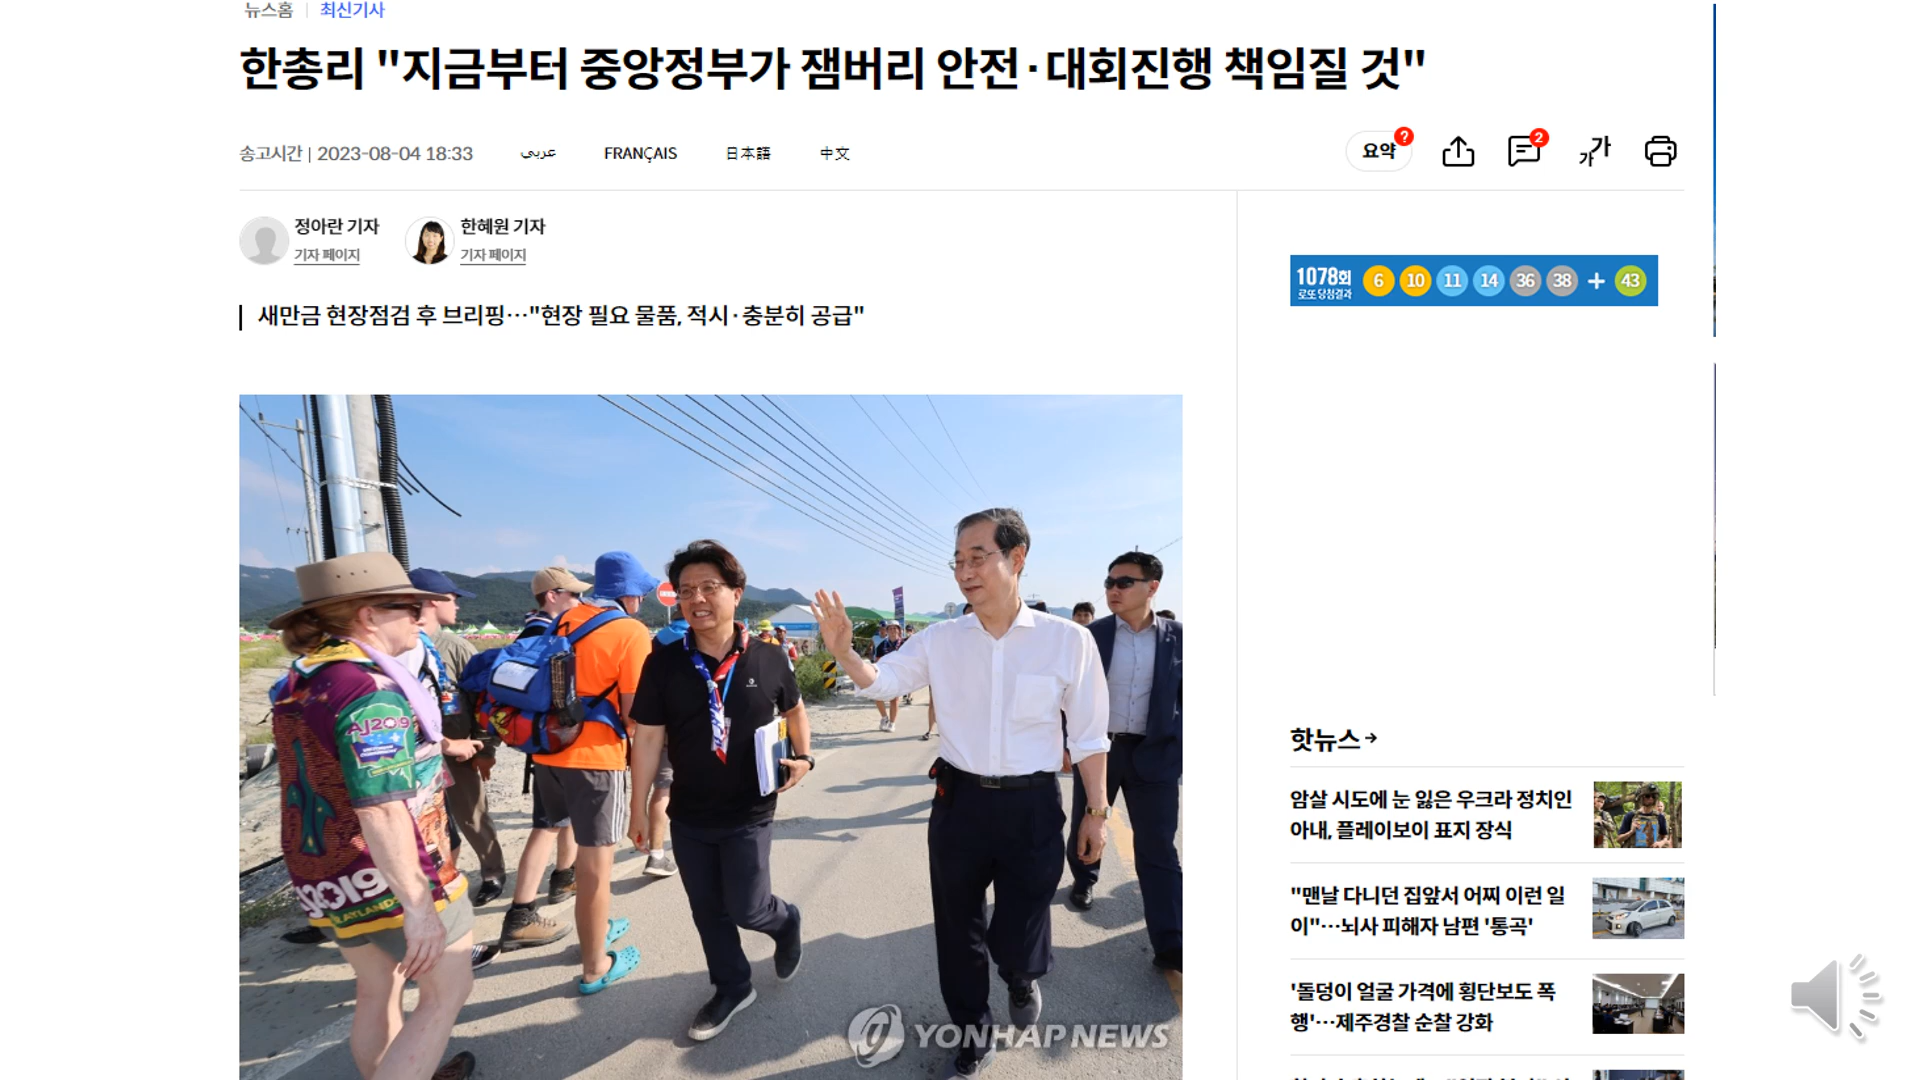 뉴스홈 | 최신기사
한총리 "지금부터 중앙정부가 잼버리 안전·대회진행 책임질 것"
송고시간 | 2023-08-04 18:33 عربي FRANÇAIS 日本語 中文
요약 ? 2 가가
정아란 기자
기자 페이지
한혜원 기자
기자 페이지
새만금 현장점검 후 브리핑…"현장 필요 물품, 적시·충분히 공급"
1078회
로또 당첨결과
6 10 11 14 36 38 + 43
AJ2019
AJ2019
YONHAP NEWS
핫뉴스
암살 시도에 눈 잃은 우크라 정치인
아내, 플레이보이 표지 장식
"맨날 다니던 집앞서 어찌 이런 일
이"…뇌사 피해자 남편 '통곡'
'돌덩이 얼굴 가격에 횡단보도 폭
행'…제주경찰 순찰 강화